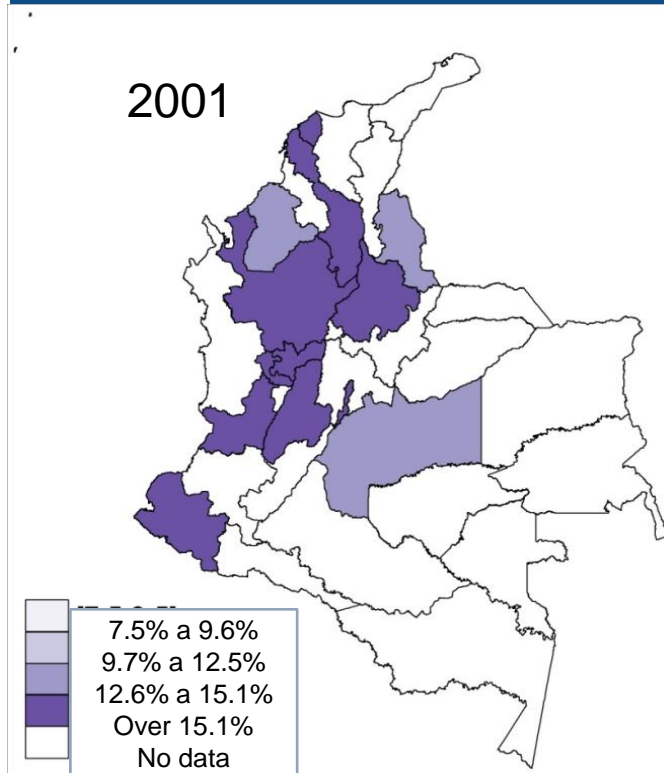 2001
7.5% a 9.6%
9.7% a 12.5%
12.6% a 15.1%
Over 15.1%
No data